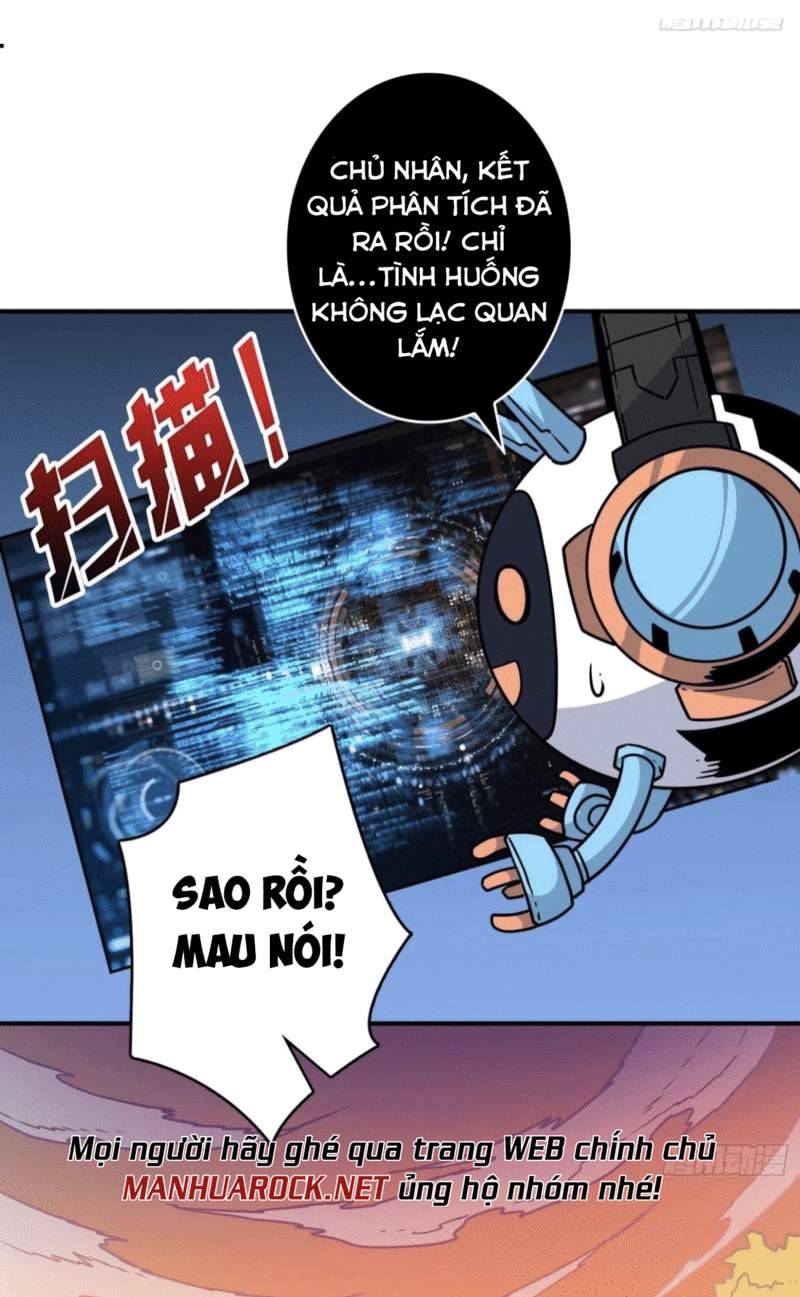 CHỦ NHÂN, KẾT
QUẢ PHÂN TÍCH ĐÃ
RA RỒI! CHỈ
LÀ...TÌNH HUỐNG
KHÔNG LẠC QUAN
LẮM!
扫描!
SAO RỒI?
MAU NÓI!
Mọi người hãy ghé qua trang WEB chính chủ
MANHUAROCK.NET ủng hộ nhóm nhé!